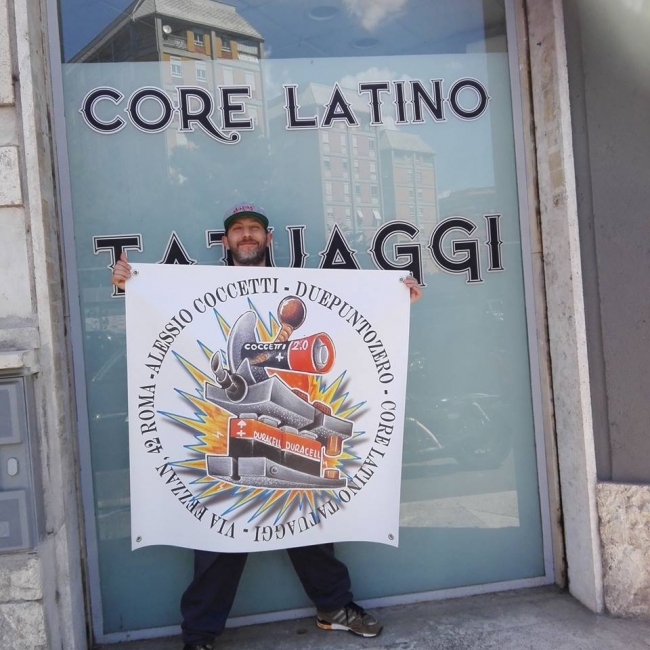 CORE LATINO
TATUAGGI
ALESSIO COCCETTI - DUEPUNTOZERO - CORE LATINO TATUAGGI - VIA FEZZAN 42 ROMA -
COCCETTI 2.0
+
DURACELL DURACELL